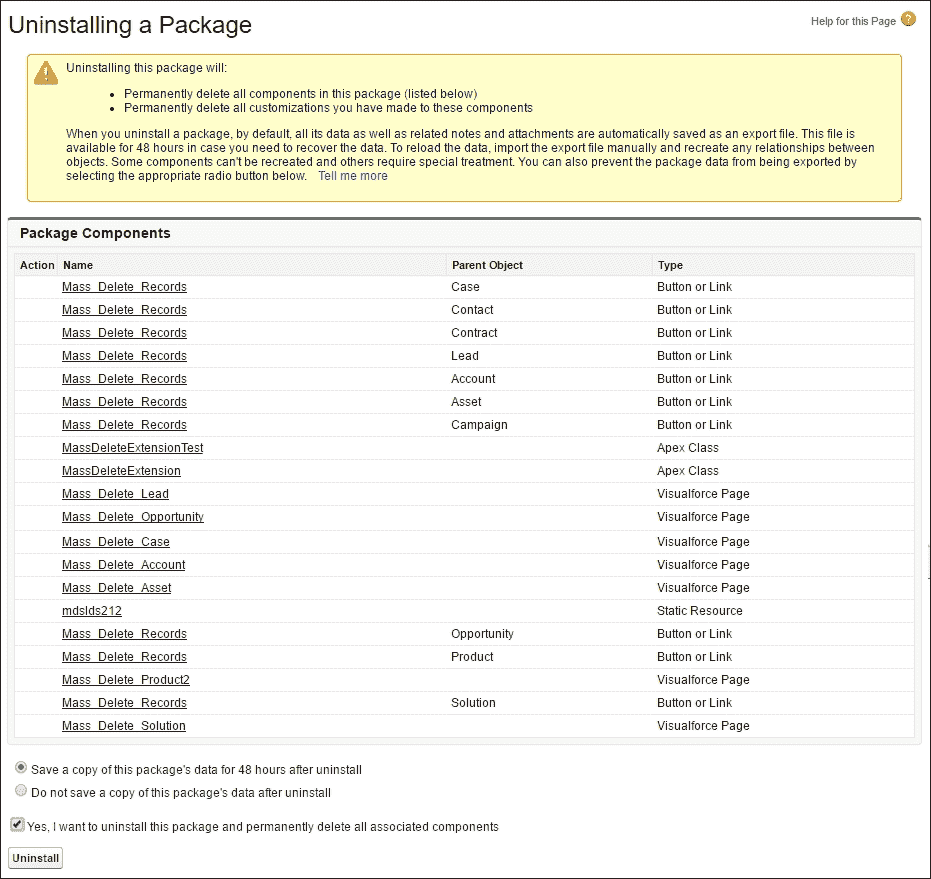 Uninstalling a Package
Help for this Page ?
Uninstalling this package will:
• Permanently delete all components in this package (listed below)
• Permanently delete all customizations you have made to these components
When you uninstall a package, by default, all its data as well as related notes and attachments are automatically saved as an export file. This file is
available for 48 hours in case you need to recover the data. To reload the data, import the export file manually and recreate any relationships between
objects. Some components can't be recreated and others require special treatment. You can also prevent the package data from being exported by
selecting the appropriate radio button below. Tell me more
Package Components
Action Name Parent Object Type
Mass_Delete_Records Case Button or Link
Mass_Delete_Records Contact Button or Link
Mass_Delete_Records Contract Button or Link
Mass_Delete_Records Lead Button or Link
Mass_Delete_Records Account Button or Link
Mass_Delete_Records Asset Button or Link
Mass_Delete_Records Campaign Button or Link
MassDeleteExtensionTest Apex Class
MassDeleteExtension Apex Class
Mass_Delete_Lead Visualforce Page
Mass_Delete_Opportunity Visualforce Page
Mass_Delete_Case Visualforce Page
Mass_Delete_Account Visualforce Page
Mass_Delete_Asset Visualforce Page
mdslds212 Static Resource
Mass_Delete_Records Opportunity Button or Link
Mass_Delete_Records Product Button or Link
Mass_Delete_Product2 Visualforce Page
Mass_Delete_Records Solution Button or Link
Mass_Delete_Solution Visualforce Page
Save a copy of this package's data for 48 hours after uninstall
Do not save a copy of this package's data after uninstall
Yes, I want to uninstall this package and permanently delete all associated components
Uninstall